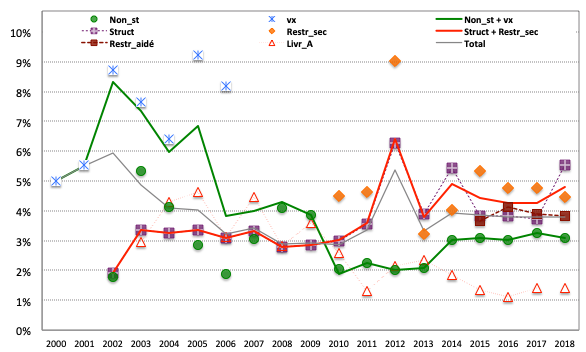 Non_st vx Non_st + vx
Struct Restr_sec Struct + Restr_sec
Restr_aidé Livr_A Total
10%
9%
8%
7%
6%
5%
4%
3%
2%
1%
0%
2000 2001 2002 2003 2004 2005 2006 2007 2008 2009 2010 2011 2012 2013 2014 2015 2016 2017 2018